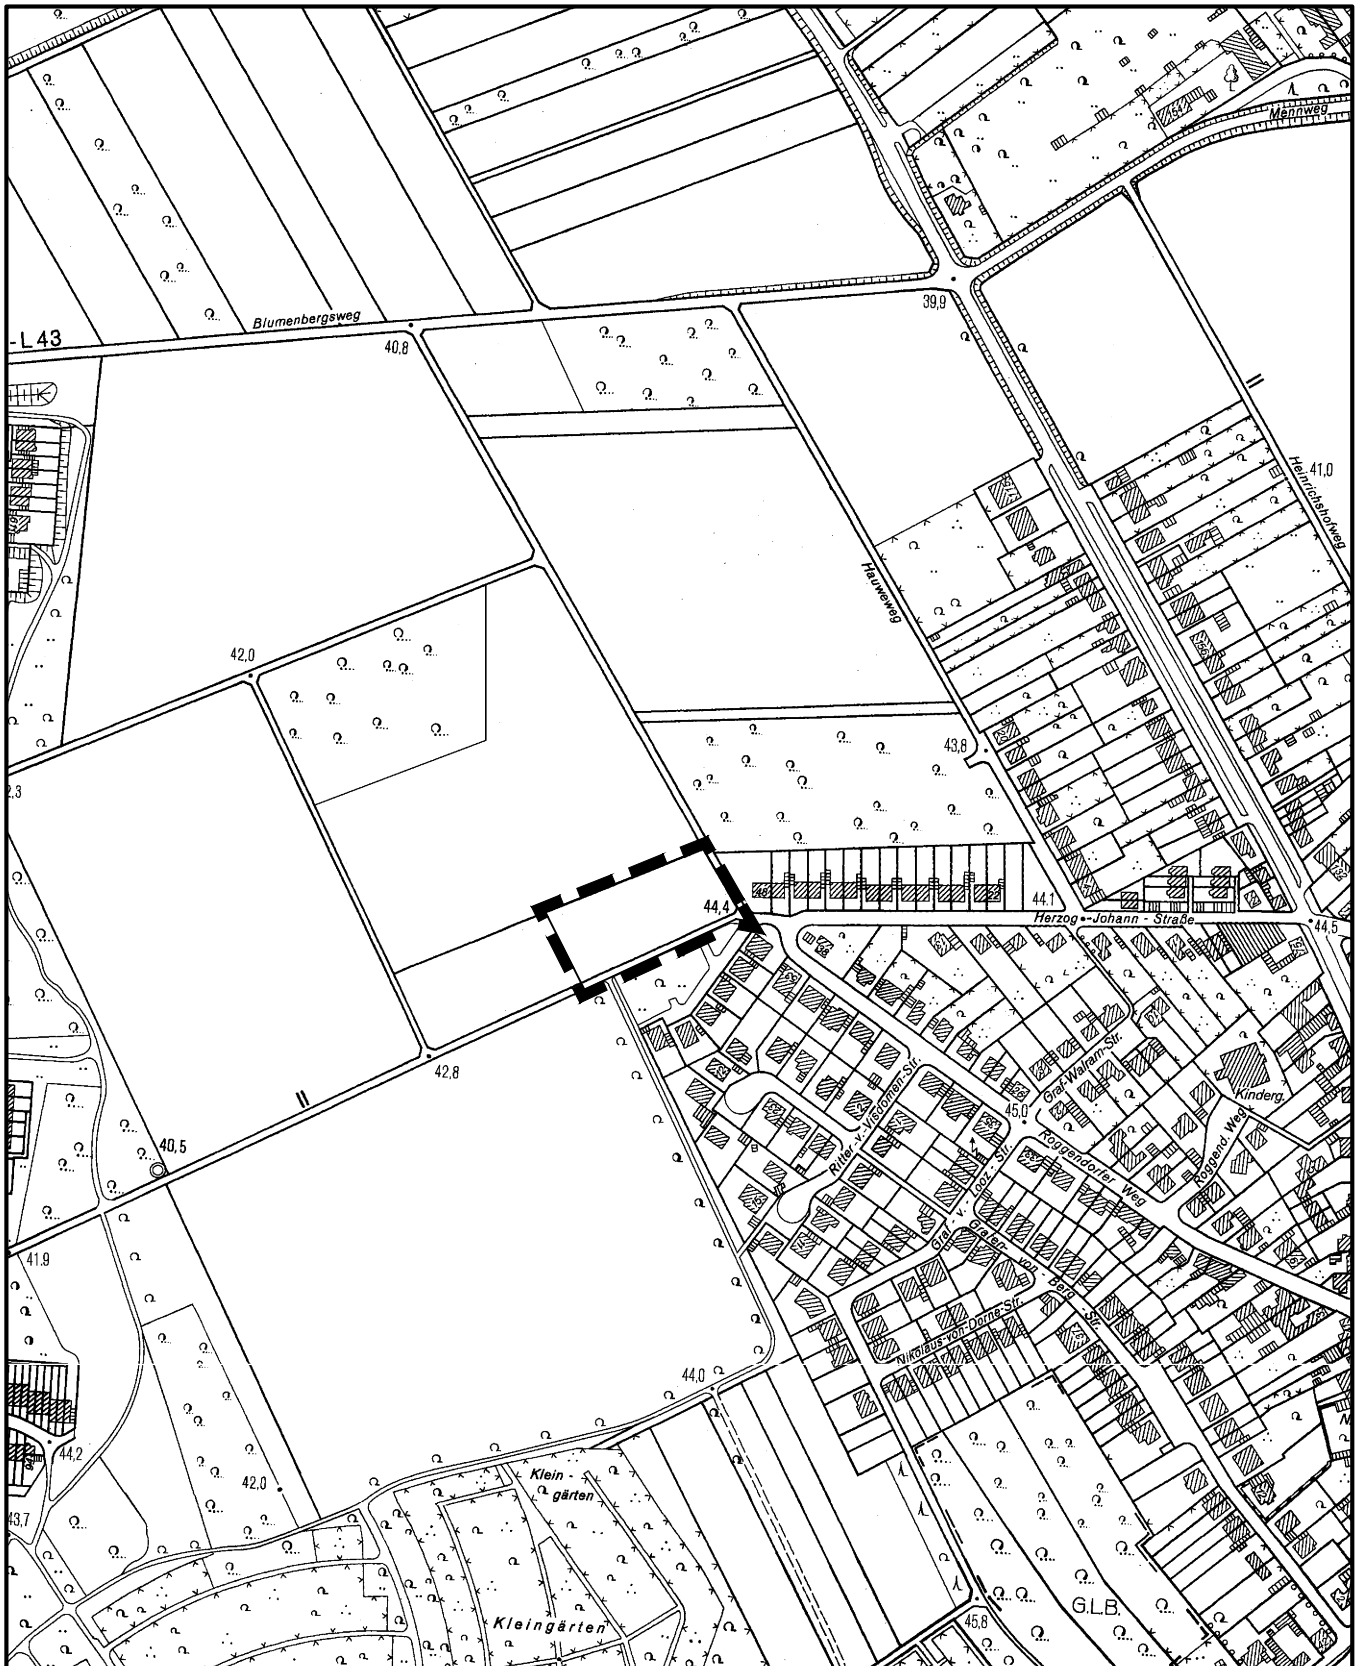 Mennweg
39,9
Blumenbergsweg
-L43
40,8
41,0
Heinrichshofweg
Hauweweg
42,0
43,8
2,3
44,4
44.1
Herzog-Johann-Straße
44,5
42,8
Graf-Walram-Str.
Kinderg.
45,0
Ritter-v.-Visdomen-Str.
Roggendorfer Weg
Roggend. Weg
40,5
Graf-v.-Looz-Str.
Grafen-von-Berg-Str.
41.9
Nikolaus-von-Dorne-Str.
44,0
44,2
Klein-
gärten
42,0
43,7
Kleingärten
G.L.B.
45,8